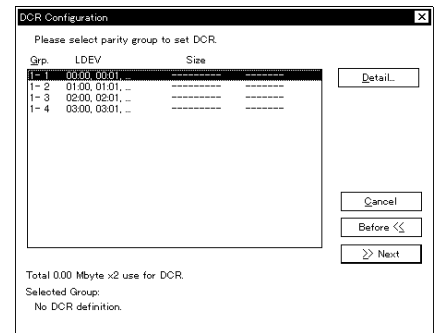 DCR Configuration
Please select parity group to set DCR.
Grp. LDEV Size
1- 1 00:00, 00:01, ... --------- -------
1- 2 01:00, 01:01, ... --------- -------
1- 3 02:00, 02:01, ... --------- -------
1- 4 03:00, 03:01, ... --------- -------
Detail...
Cancel
Before <<
>> Next
Total 0.00 Mbyte x2 use for DCR.
Selected Group:
No DCR definition.